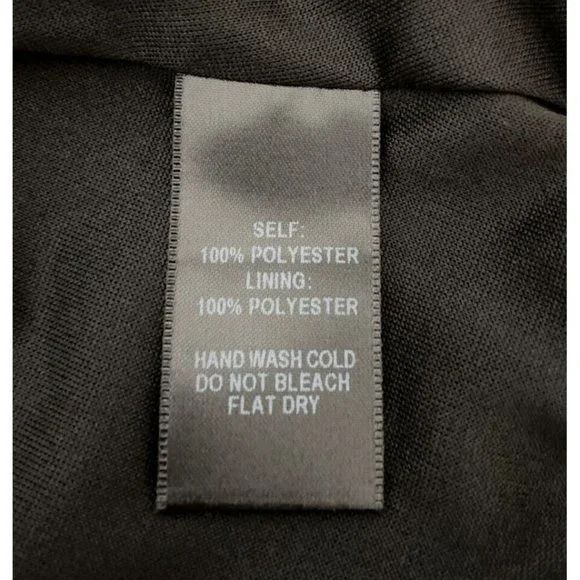 SELF:
100% POLYESTER
LINING:
100% POLYESTER
HAND WASH COLD
DO NOT BLEACH
FLAT DRY